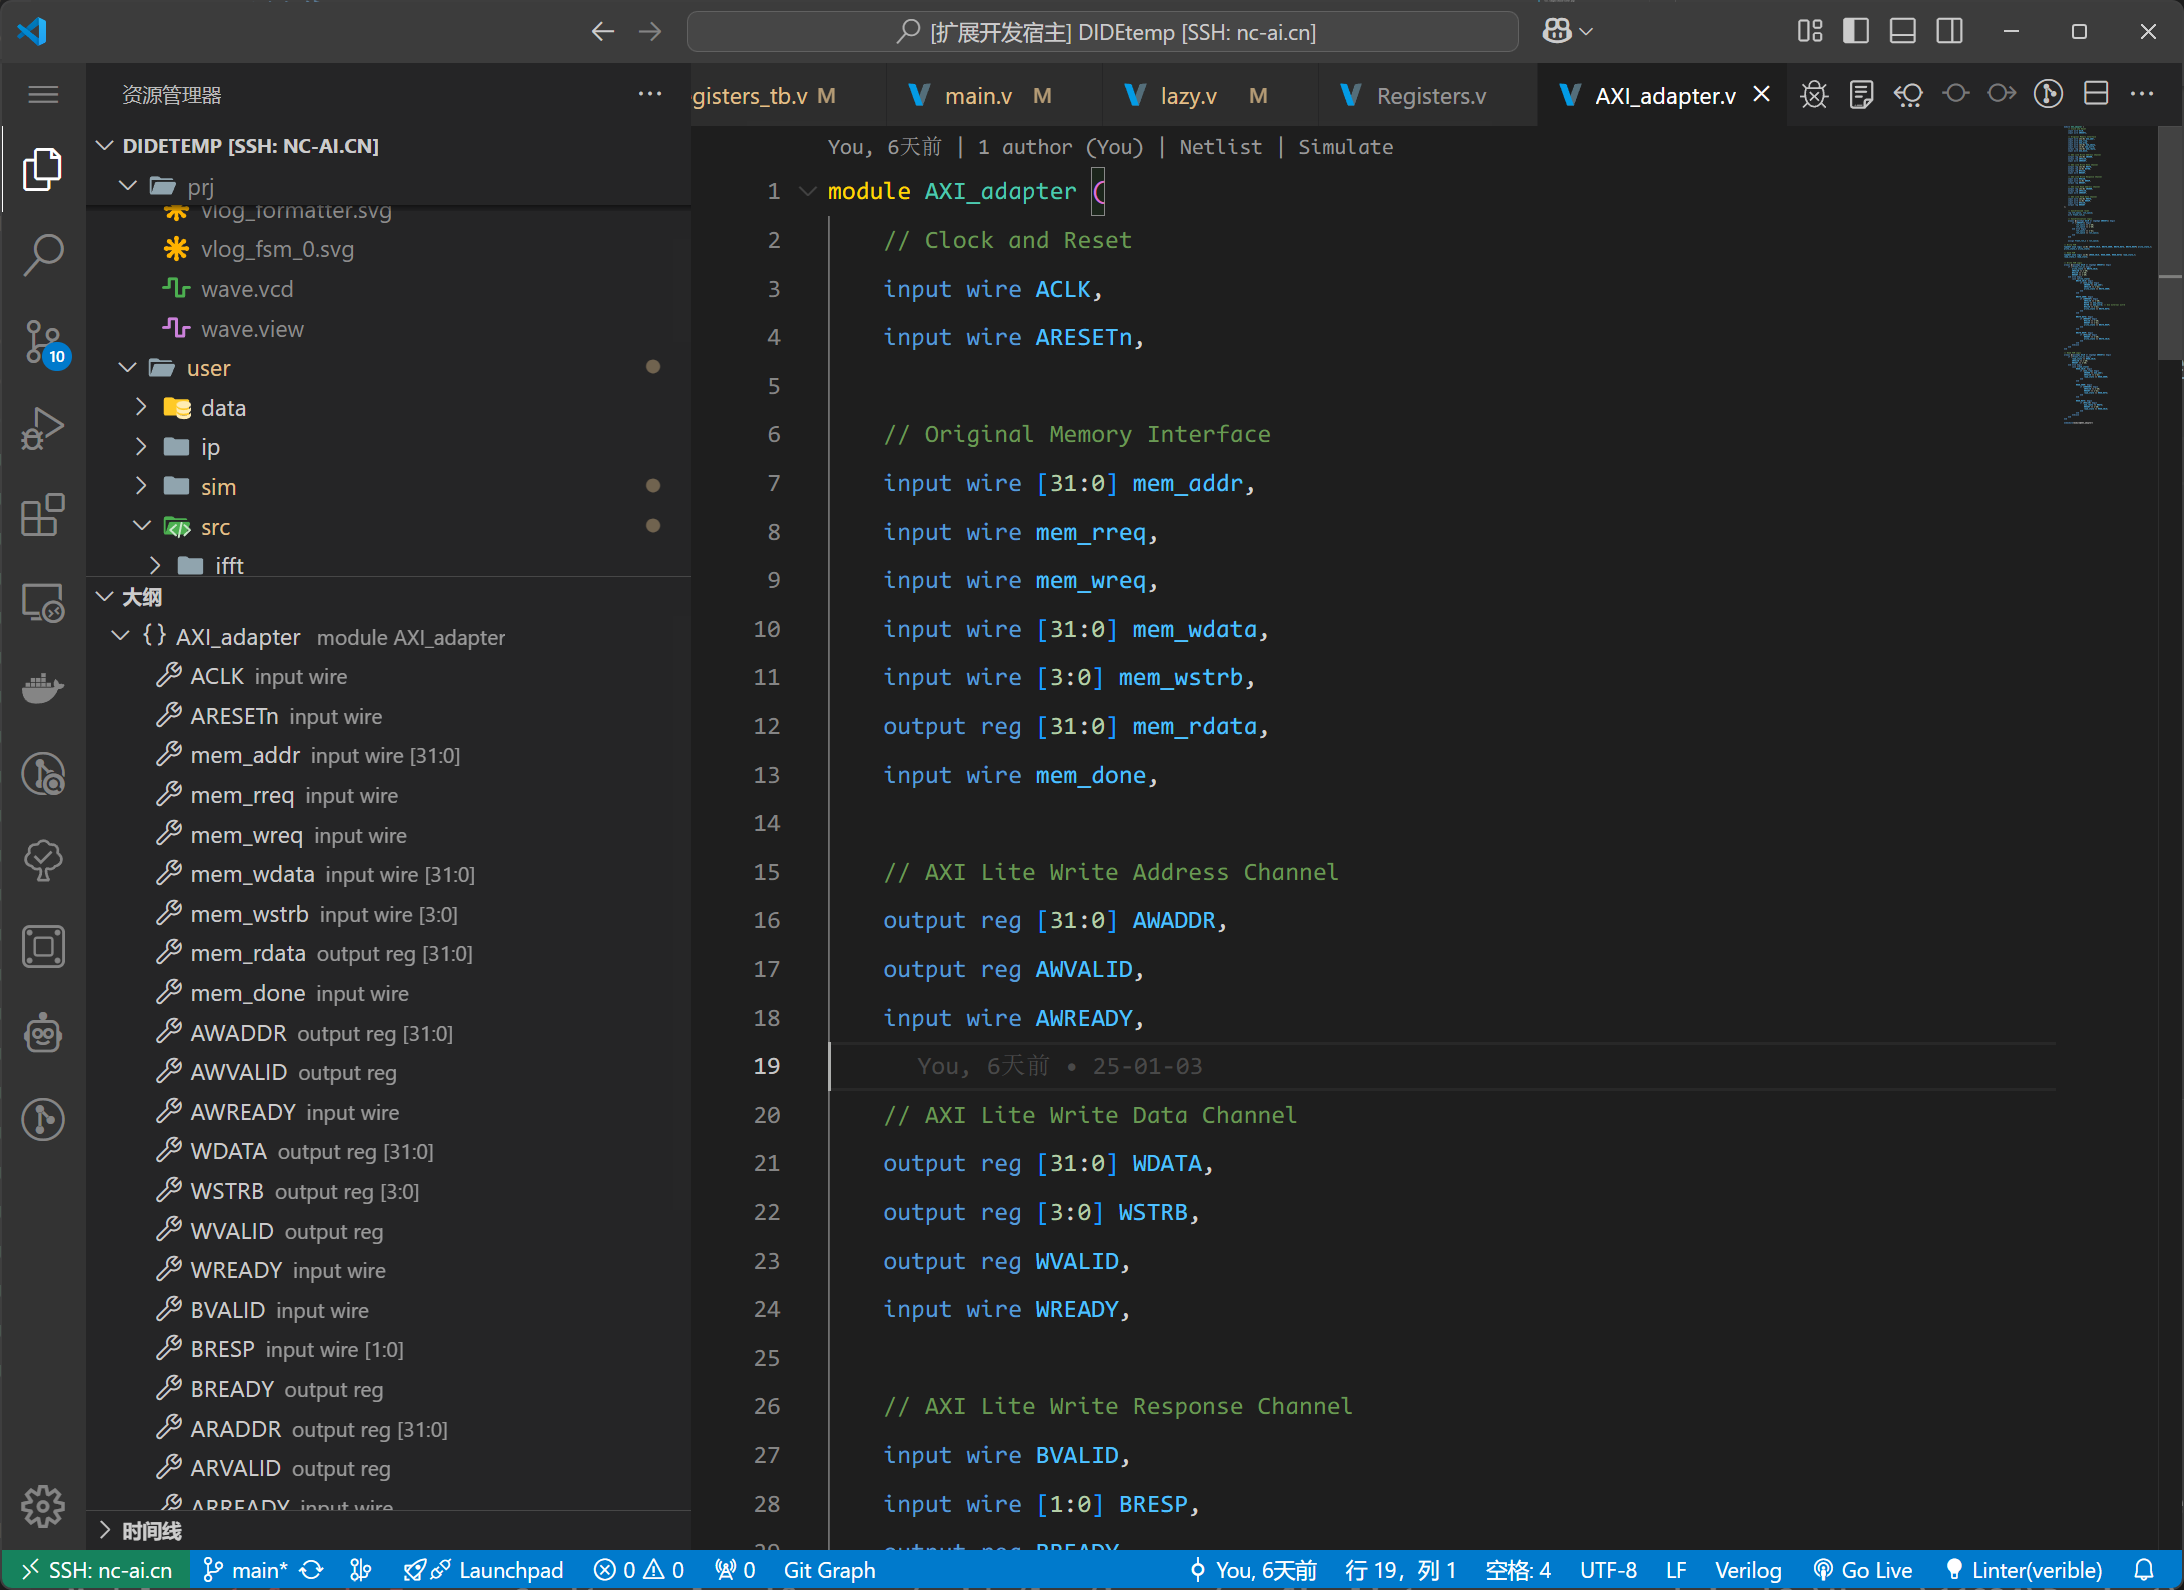 [扩展开发宿主] DIDEtemp [SSH: nc-ai.cn]
资源管理器
gisters_tb.v M
main.v M
lazy.v M
Registers.v
AXI_adapter.v
DIDETEMP [SSH: NC-AI.CN]
prj
vlog_formatter.svg
vlog_fsm_0.svg
wave.vcd
wave.view
user
data
ip
sim
src
ifft
10
大纲
AXI_adapter module AXI_adapter
ACLK input wire
ARESETn input wire
mem_addr input wire [31:0]
mem_rreq input wire
mem_wreq input wire
mem_wdata input wire [31:0]
mem_wstrb input wire [3:0]
mem_rdata output reg [31:0]
mem_done input wire
AWADDR output reg [31:0]
AWVALID output reg
AWREADY input wire
WDATA output reg [31:0]
WSTRB output reg [3:0]
WVALID output reg
WREADY input wire
BVALID input wire
BRESP input wire [1:0]
BREADY output reg
ARADDR output reg [31:0]
ARVALID output reg
ARREADY input wire
时间线
You, 6天前 | 1 author (You) | Netlist | Simulate
1 module AXI_adapter (
2 // Clock and Reset
3 input wire ACLK,
4 input wire ARESETn,
5
6 // Original Memory Interface
7 input wire [31:0] mem_addr,
8 input wire mem_rreq,
9 input wire mem_wreq,
10 input wire [31:0] mem_wdata,
11 input wire [3:0] mem_wstrb,
12 output reg [31:0] mem_rdata,
13 input wire mem_done,
14
15 // AXI Lite Write Address Channel
16 output reg [31:0] AWADDR,
17 output reg AWVALID,
18 input wire AWREADY,
19 You, 6天前 • 25-01-03
20 // AXI Lite Write Data Channel
21 output reg [31:0] WDATA,
22 output reg [3:0] WSTRB,
23 output reg WVALID,
24 input wire WREADY,
25
26 // AXI Lite Write Response Channel
27 input wire BVALID,
28 input wire [1:0] BRESP,
29 output reg BREADY
SSH: nc-ai.cn main* Launchpad 0 0 0 Git Graph You, 6天前 行 19，列 1 空格: 4 UTF-8 LF Verilog Go Live Linter(verible)